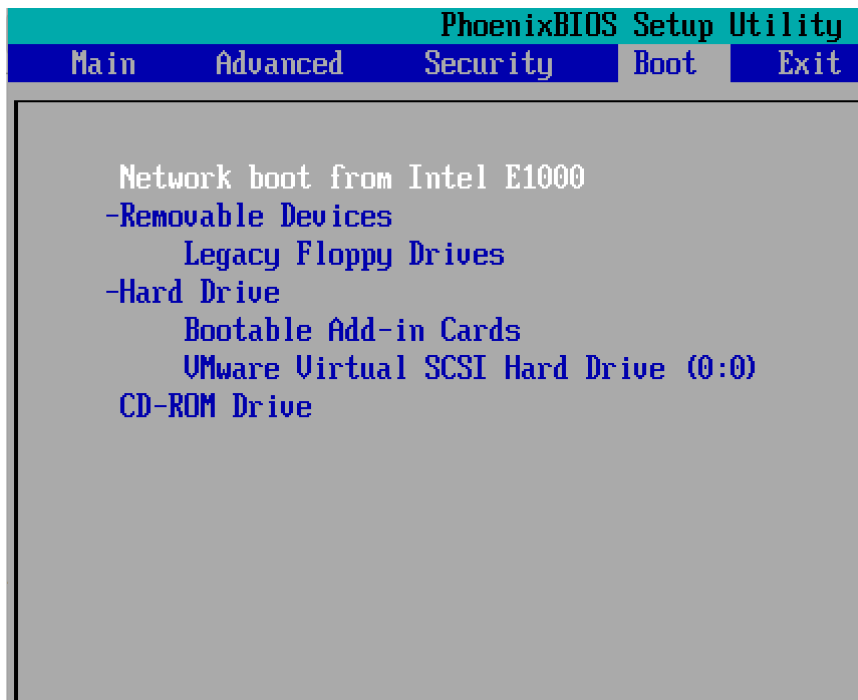 PhoenixBIOS Setup Utility
Main Advanced Security Boot Exit
Network boot from Intel E1000
-Removable Devices
Legacy Floppy Drives
-Hard Drive
Bootable Add-in Cards
VMware Virtual SCSI Hard Drive (0:0)
CD-ROM Drive